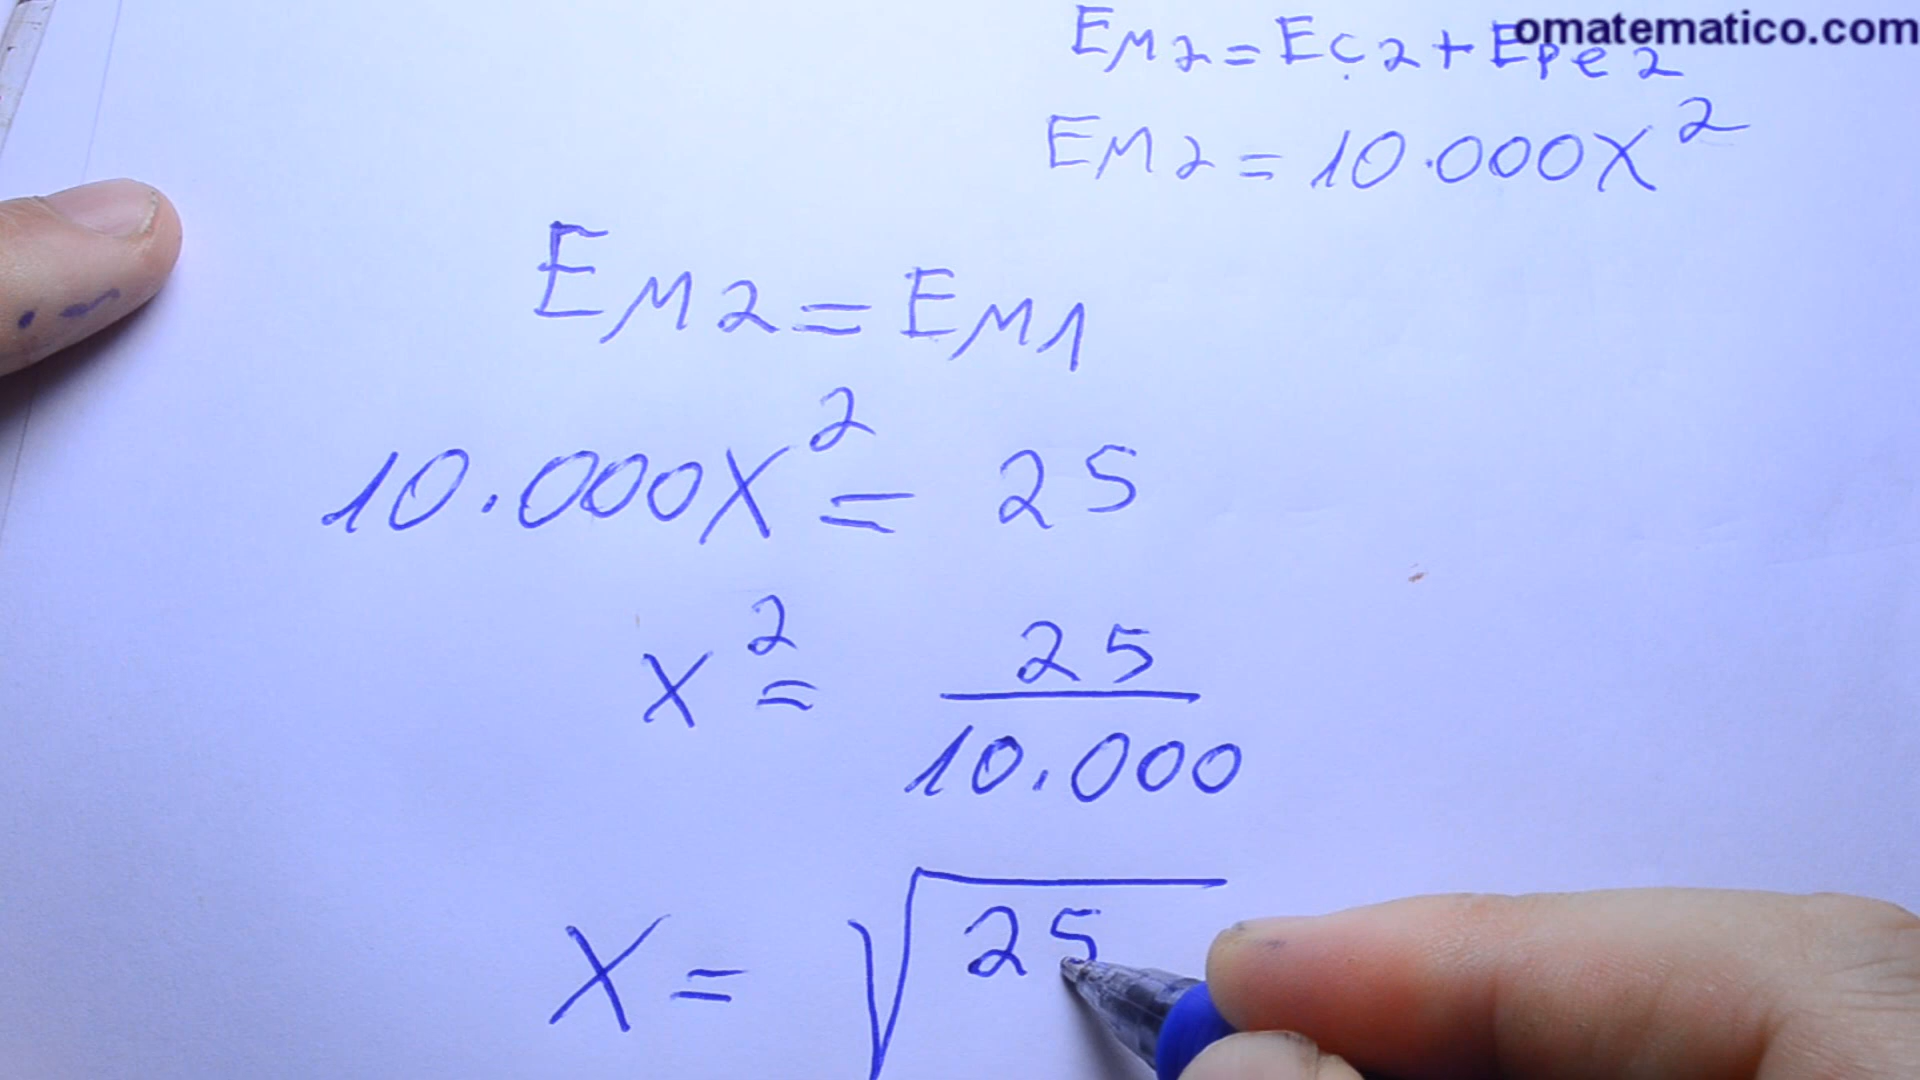 omatematico.com
EM2 = Ec2 + Epe2
EM2 = 10.000X²
EM2 = EM1
10.000X² = 25
X² = 25/10.000
X = √25